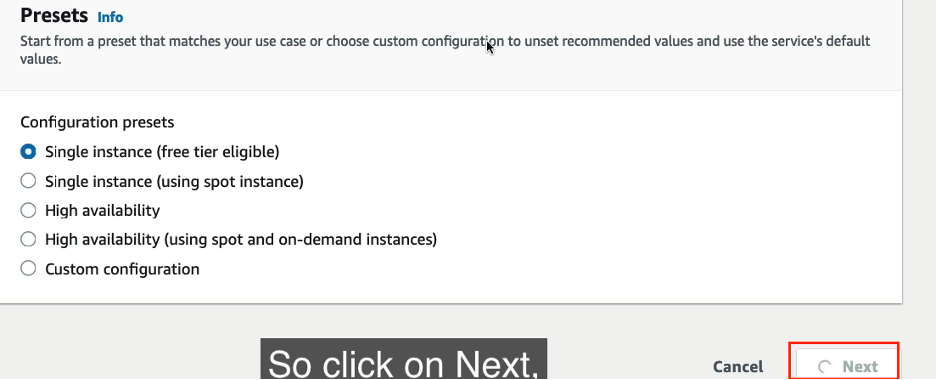 Presets Info
Start from a preset that matches your use case or choose custom configuration to unset recommended values and use the service's default
values.
Configuration presets
Single instance (free tier eligible)
Single instance (using spot instance)
High availability
High availability (using spot and on-demand instances)
Custom configuration
So click on Next,
Cancel Next